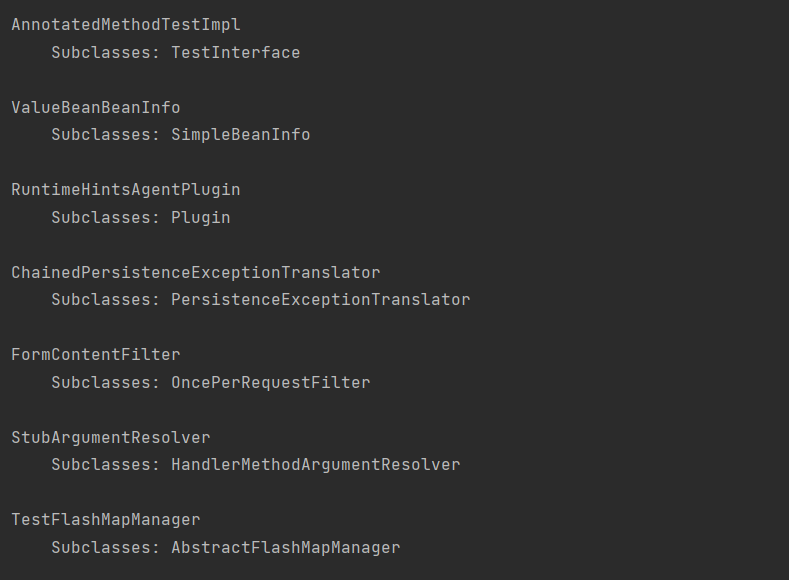 AnnotatedMethodTestImpl
Subclasses: TestInterface
ValueBeanBeanInfo
Subclasses: SimpleBeanInfo
RuntimeHintsAgentPlugin
Subclasses: Plugin
ChainedPersistenceExceptionTranslator
Subclasses: PersistenceExceptionTranslator
FormContentFilter
Subclasses: OncePerRequestFilter
StubArgumentResolver
Subclasses: HandlerMethodArgumentResolver
TestFlashMapManager
Subclasses: AbstractFlashMapManager